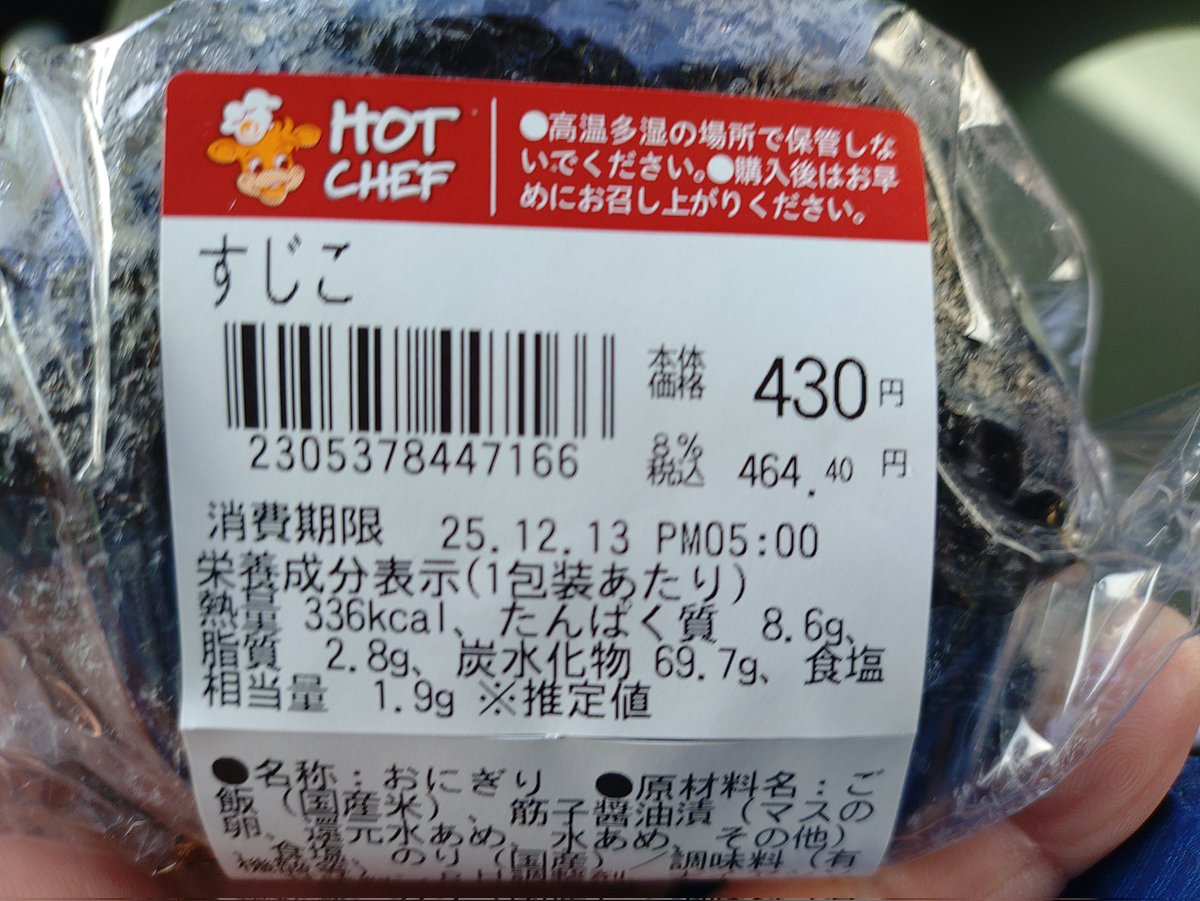 HOT
CHEF
●高温多湿の場所で保管しな
いでください。●購入後はお早
めにお召し上がりください。
すじこ
本体
価格 430円
2305378447166
8%
税込 464.40 円
消費期限 25.12.13 PM05:00
栄養成分表示(1包装あたり)
熱量 336kcal、たんぱく質 8.6g、
脂質 2.8g、炭水化物 69.7g、食塩
相当量 1.9g ※推定値
●名称：おにぎり ●原材料名：ご
飯（国産米）、筋子醤油漬（マスの
卵、還元水あめ、水あめ、その他）
、食塩、のり（国産）／調味料（有